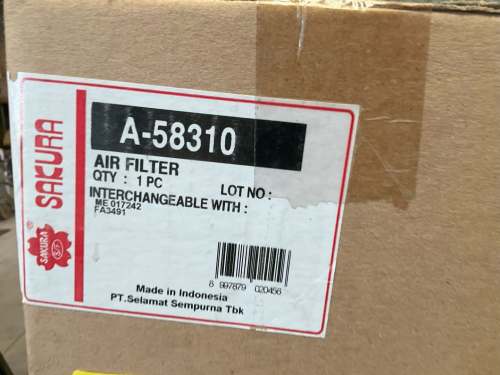 SAKURA
SAKURA
A-58310
AIR FILTER
QTY : 1 PC
LOT NO :
INTERCHANGEABLE WITH :
ME 017242
FA3491
8 997879 020456
Made in Indonesia
PT.Selamat Sempurna Tbk